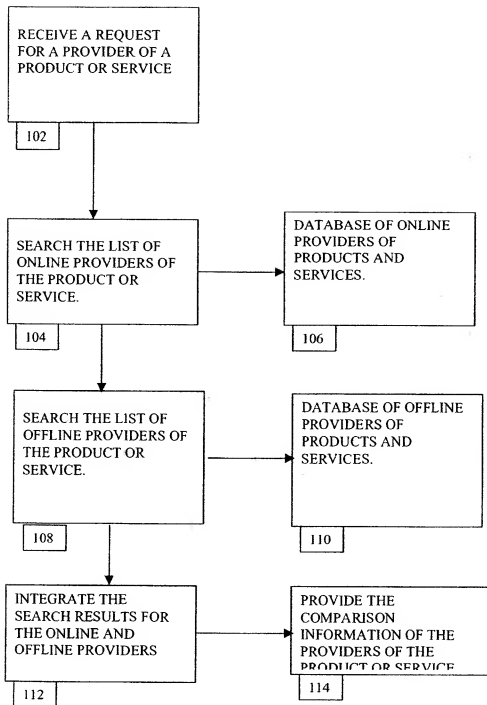 RECEIVE A REQUEST
FOR A PROVIDER OF A
PRODUCT OR SERVICE
102
SEARCH THE LIST OF
ONLINE PROVIDERS OF
THE PRODUCT OR
SERVICE.
104
DATABASE OF ONLINE
PROVIDERS OF
PRODUCTS AND
SERVICES.
106
SEARCH THE LIST OF
OFFLINE PROVIDERS OF
THE PRODUCT OR
SERVICE.
108
DATABASE OF OFFLINE
PROVIDERS OF
PRODUCTS AND
SERVICES.
110
INTEGRATE THE
SEARCH RESULTS FOR
THE ONLINE AND
OFFLINE PROVIDERS
112
PROVIDE THE
COMPARISON
INFORMATION OF THE
PROVIDERS OF THE
PRODUCT OR SERVICE
114